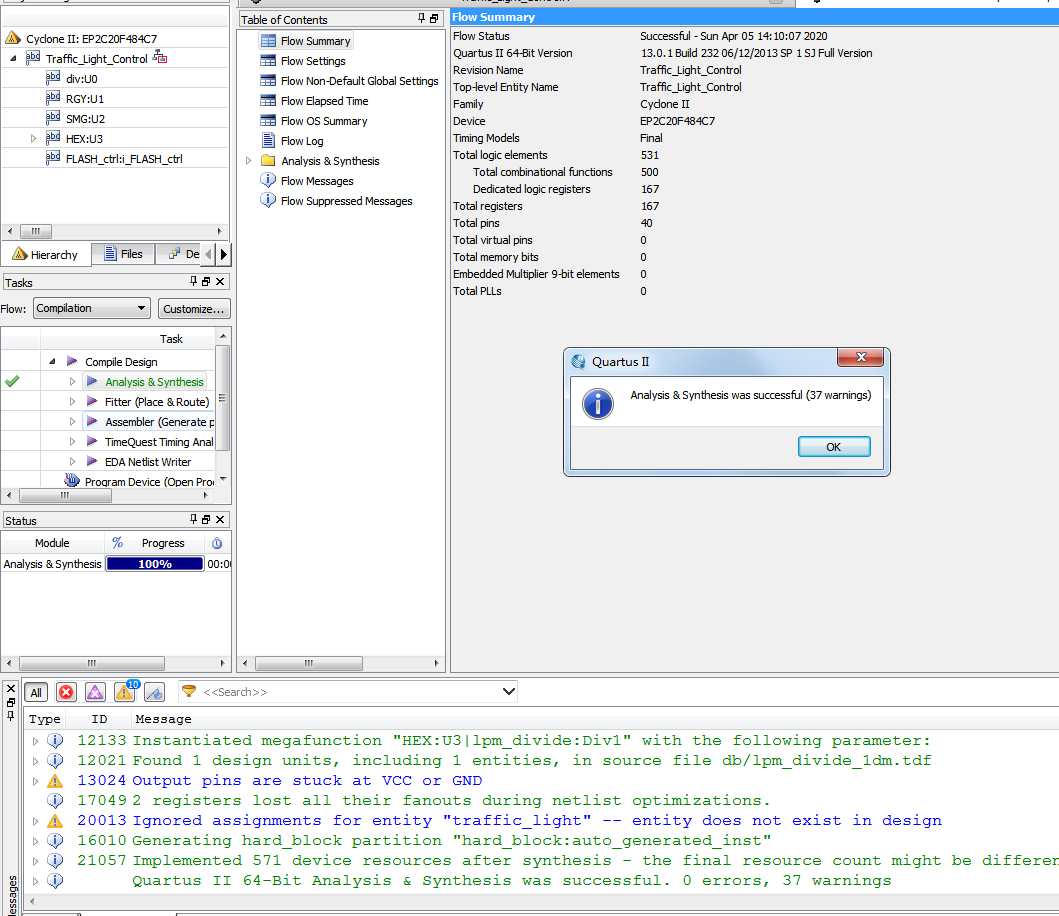 Cyclone II: EP2C20F484C7
Traffic_Light_Control
div:U0
RGY:U1
SMG:U2
HEX:U3
FLASH_ctrl:i_FLASH_ctrl
Hierarchy Files De
Tasks
Flow: Compilation Customize...
Task
Compile Design
Analysis & Synthesis
Fitter (Place & Route)
Assembler (Generate p
TimeQuest Timing Anal
EDA Netlist Writer
Program Device (Open Pro
Status
Module % Progress
Analysis & Synthesis 100% 00:0
Table of Contents
Flow Summary
Flow Settings
Flow Non-Default Global Settings
Flow Elapsed Time
Flow OS Summary
Flow Log
Analysis & Synthesis
Flow Messages
Flow Suppressed Messages
Flow Summary
Flow Status Successful - Sun Apr 05 14:10:07 2020
Quartus II 64-Bit Version 13.0.1 Build 232 06/12/2013 SP 1 SJ Full Version
Revision Name Traffic_Light_Control
Top-level Entity Name Traffic_Light_Control
Family Cyclone II
Device EP2C20F484C7
Timing Models Final
Total logic elements 531
Total combinational functions 500
Dedicated logic registers 167
Total registers 167
Total pins 40
Total virtual pins 0
Total memory bits 0
Embedded Multiplier 9-bit elements 0
Total PLLs 0
Quartus II
Analysis & Synthesis was successful (37 warnings)
OK
All 10 <<Search>>
Type ID Message
12133 Instantiated megafunction "HEX:U3|lpm_divide:Div1" with the following parameter:
12021 Found 1 design units, including 1 entities, in source file db/lpm_divide_1dm.tdf
13024 Output pins are stuck at VCC or GND
17049 2 registers lost all their fanouts during netlist optimizations.
20013 Ignored assignments for entity "traffic_light" -- entity does not exist in design
16010 Generating hard_block partition "hard_block:auto_generated_inst"
21057 Implemented 571 device resources after synthesis - the final resource count might be differen
Quartus II 64-Bit Analysis & Synthesis was successful. 0 errors, 37 warnings
essages